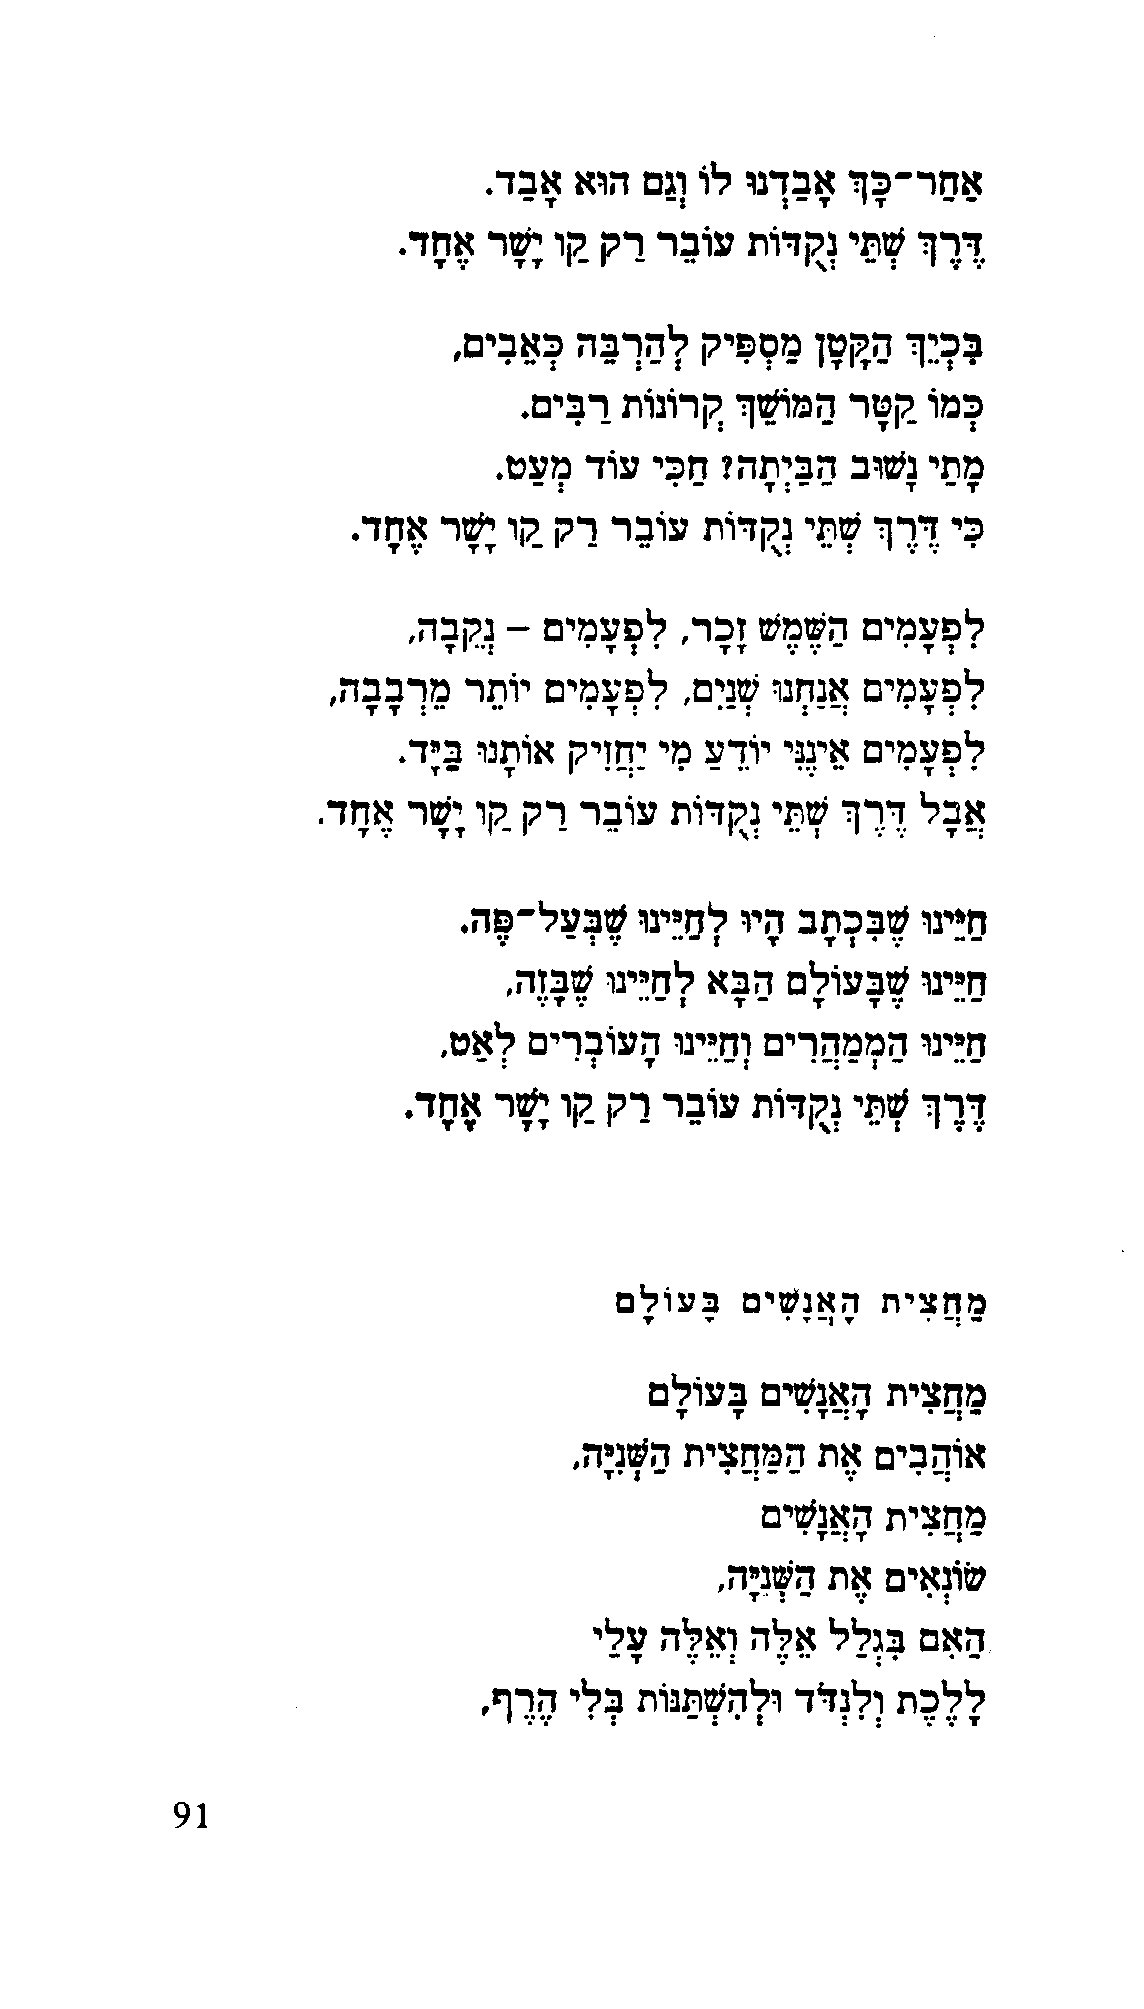 אַחַר־כָּךְ אָבַדְנוּ לוֹ וְגַם הוּא אָבַד.
דֶּרֶךְ שְׁתֵּי נְקֻדּוֹת עוֹבֵר רַק קַו יָשָׁר אֶחָד.
בִּכְיֵךְ הַקָּטָן מַסְפִּיק לְהַרְבֵּה כְּאֵבִים,
כְּמוֹ קַטָּר הַמּוֹשֵׁךְ קְרוֹנוֹת רַבִּים.
מָתַי נָשׁוּב הַבַּיְתָה? חַכִּי עוֹד מְעַט.
כִּי דֶּרֶךְ שְׁתֵּי נְקֻדּוֹת עוֹבֵר רַק קַו יָשָׁר אֶחָד.
לִפְעָמִים הַשֶּׁמֶשׁ זָכָר, לִפְעָמִים – נְקֵבָה,
לִפְעָמִים אֲנַחְנוּ שְׁנַיִם, לִפְעָמִים יוֹתֵר מֵרְבָבָה,
לִפְעָמִים אֵינֶנִּי יוֹדֵעַ מִי יַחֲזִיק אוֹתָנוּ בַּיָּד.
אֲבָל דֶּרֶךְ שְׁתֵּי נְקֻדּוֹת עוֹבֵר רַק קַו יָשָׁר אֶחָד.
חַיֵּינוּ שֶׁבִּכְתָב הָיוּ לְחַיֵּינוּ שֶׁבְּעַל־פֶּה.
חַיֵּינוּ שֶׁבָּעוֹלָם הַבָּא לְחַיֵּינוּ שֶׁבָּזֶה,
חַיֵּינוּ הַמְמַהֲרִים וְחַיֵּינוּ הָעוֹבְרִים לְאַט,
דֶּרֶךְ שְׁתֵּי נְקֻדּוֹת עוֹבֵר רַק קַו יָשָׁר אֶחָד.
מַחֲצִית הָאֲנָשִׁים בָּעוֹלָם
מַחֲצִית הָאֲנָשִׁים בָּעוֹלָם
אוֹהֲבִים אֶת הַמַּחֲצִית הַשְּׁנִיָּה,
מַחֲצִית הָאֲנָשִׁים
שׂוֹנְאִים אֶת הַשְּׁנִיָּה,
הַאִם בִּגְלַל אֵלֶּה וְאֵלֶּה עָלַי
לָלֶכֶת וְלִנְדֹּד וּלְהִשְׁתַּנּוֹת בְּלִי הֶרֶף,
91